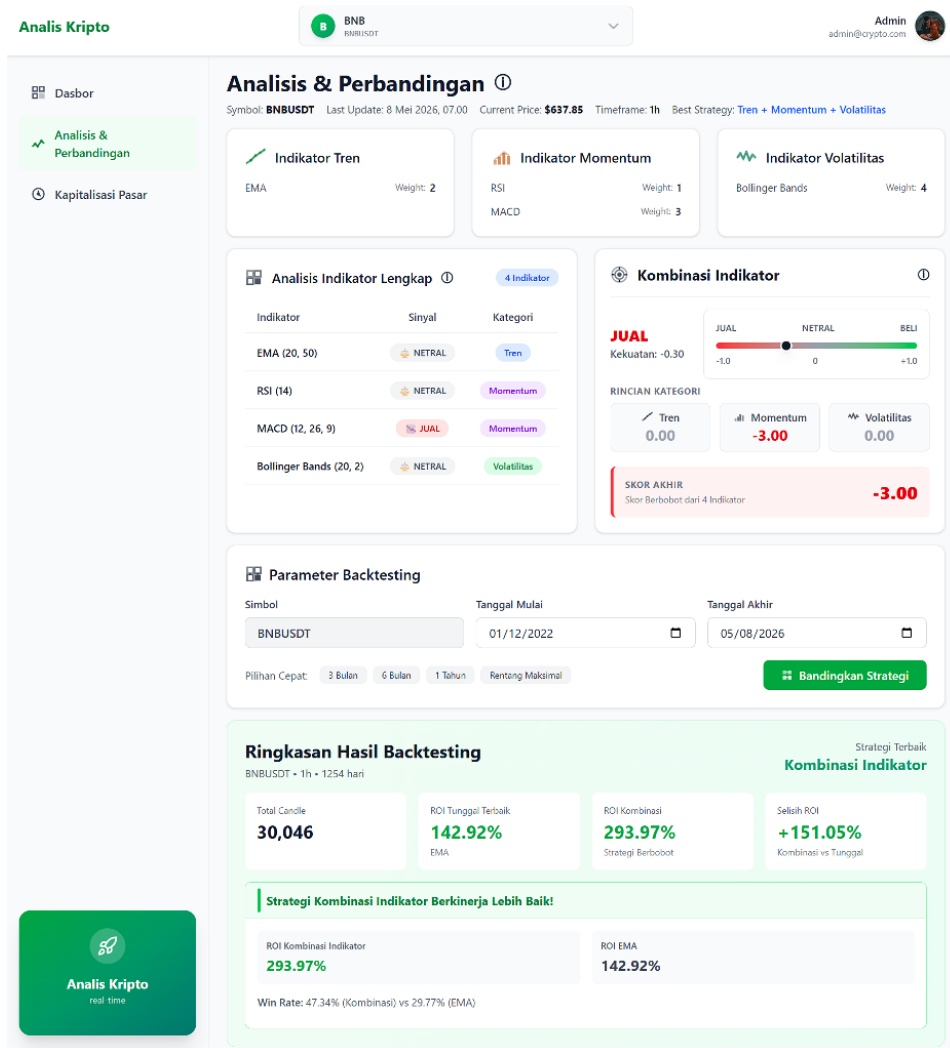 Analis Kripto
B
BNB
BNBUSDT
Admin
admin@crypto.com
Dasbor
Analisis &
Perbandingan
Kapitalisasi Pasar
Analis Kripto
real time
Analisis & Perbandingan
Symbol: BNBUSDT Last Update: 8 Mei 2026, 07.00 Current Price: $637.85 Timeframe: 1h Best Strategy: Tren + Momentum + Volatilitas
Indikator Tren
EMA Weight: 2
Indikator Momentum
RSI Weight: 1
MACD Weight: 3
Indikator Volatilitas
Bollinger Bands Weight: 4
Analisis Indikator Lengkap 4 Indikator
Indikator Sinyal Kategori
EMA (20, 50) NETRAL Tren
RSI (14) NETRAL Momentum
MACD (12, 26, 9) JUAL Momentum
Bollinger Bands (20, 2) NETRAL Volatilitas
Kombinasi Indikator
JUAL
Kekuatan: -0.30
JUAL NETRAL BELI
-1.0 0 +1.0
RINCIAN KATEGORI
Tren
0.00
Momentum
-3.00
Volatilitas
0.00
SKOR AKHIR
Skor Berbobot dari 4 Indikator
-3.00
Parameter Backtesting
Simbol
BNBUSDT
Tanggal Mulai
01/12/2022
Tanggal Akhir
05/08/2026
Pilihan Cepat: 3 Bulan 6 Bulan 1 Tahun Rentang Maksimal
Bandingkan Strategi
Ringkasan Hasil Backtesting
BNBUSDT • 1h • 1254 hari
Strategi Terbaik
Kombinasi Indikator
Total Candle
30,046
ROI Tunggal Terbaik
142.92%
EMA
ROI Kombinasi
293.97%
Strategi Berbobot
Selisih ROI
+151.05%
Kombinasi vs Tunggal
Strategi Kombinasi Indikator Berkinerja Lebih Baik!
ROI Kombinasi Indikator
293.97%
ROI EMA
142.92%
Win Rate: 47.34% (Kombinasi) vs 29.77% (EMA)